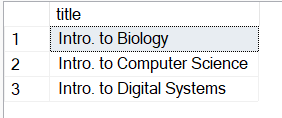 title
1 Intro. to Biology
2 Intro. to Computer Science
3 Intro. to Digital Systems